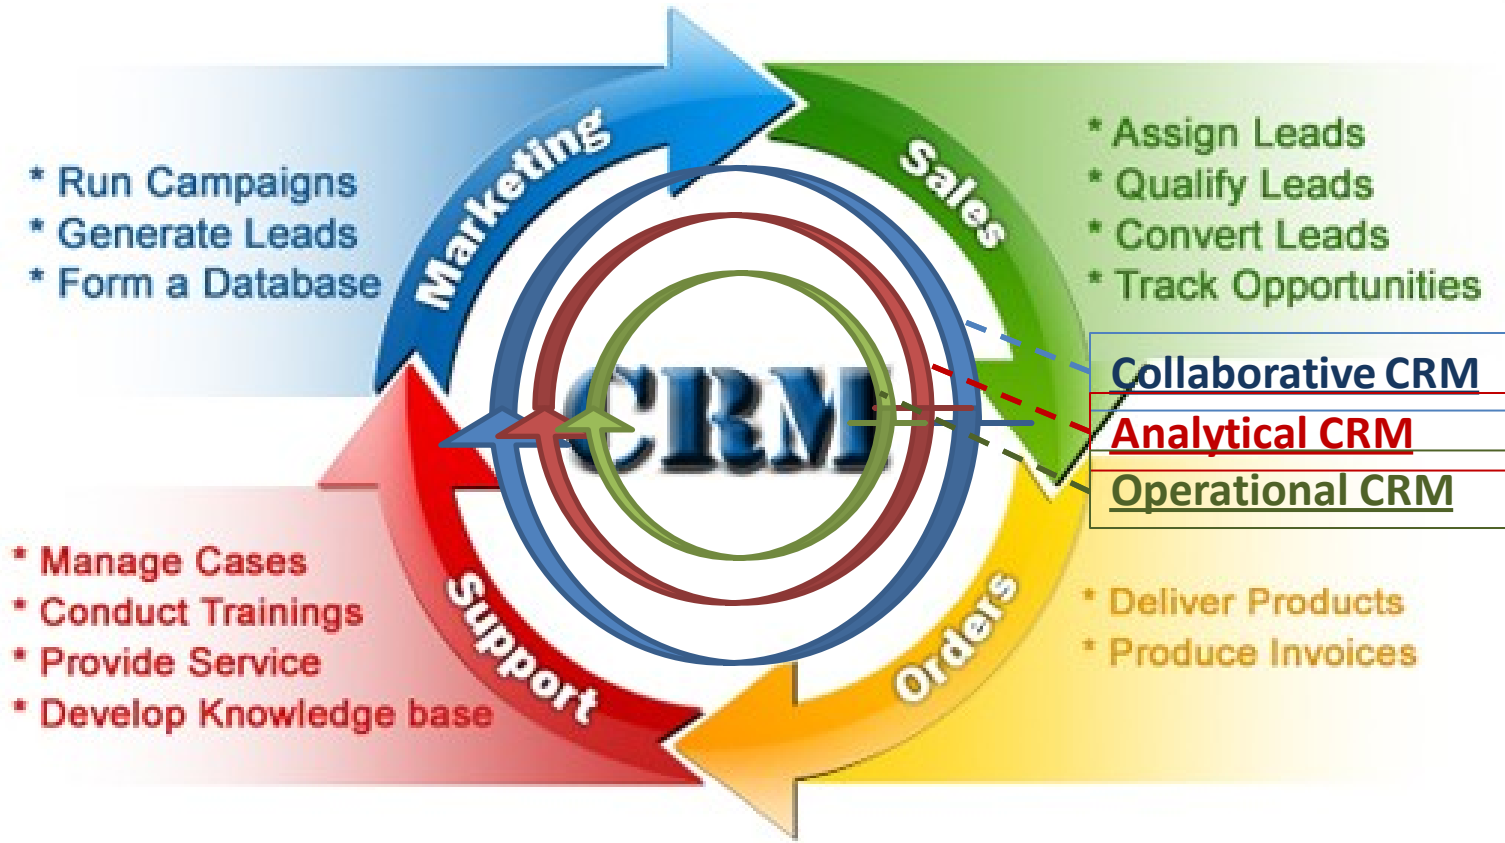 Marketing
* Run Campaigns
* Generate Leads
* Form a Database
Sales
* Assign Leads
* Qualify Leads
* Convert Leads
* Track Opportunities
CRM
Collaborative CRM
Analytical CRM
Operational CRM
Support
* Manage Cases
* Conduct Trainings
* Provide Service
* Develop Knowledge base
Orders
* Deliver Products
* Produce Invoices